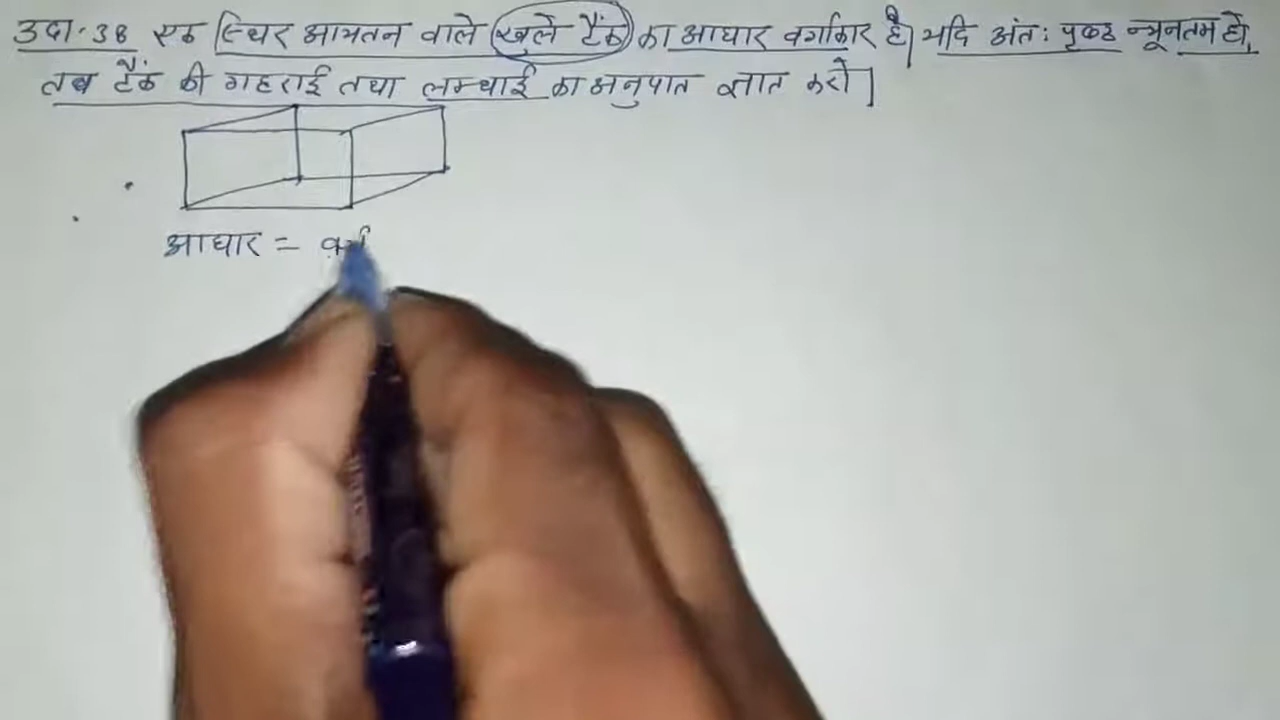 उदा॰38 एक स्थिर आयतन वाले खुले टैंक का आधार वर्गाकार है। यदि अंतः पृष्ठ न्यूनतम हो,
तब टैंक की गहराई तथा लम्बाई का अनुपात ज्ञात करो।
आधार =